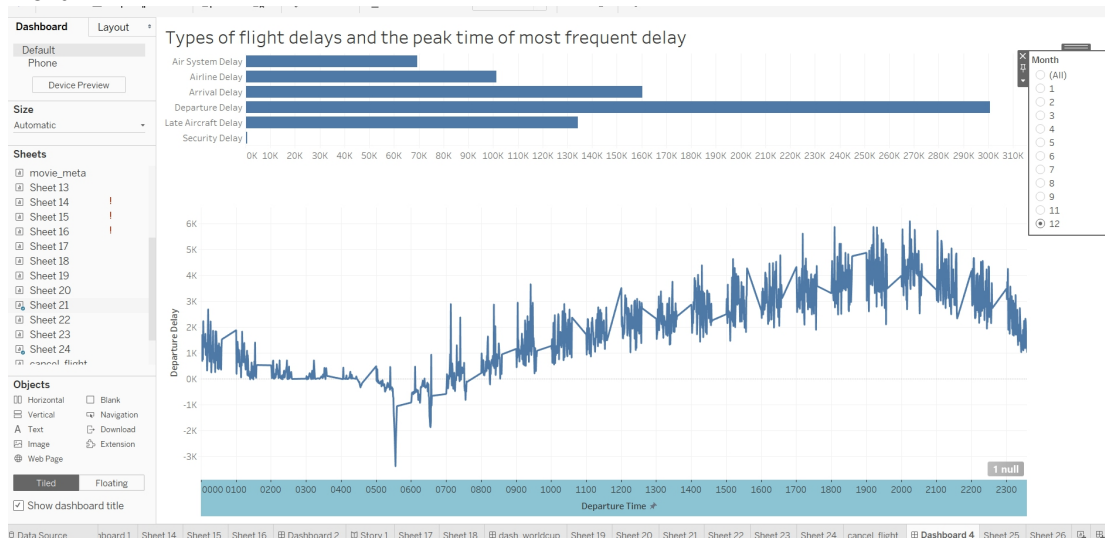 Dashboard Layout
Default
Phone
Device Preview
Size
Automatic
Sheets
movie_meta
Sheet 13
Sheet 14 !
Sheet 15 !
Sheet 16 !
Sheet 17
Sheet 18
Sheet 19
Sheet 20
Sheet 21
Sheet 22
Sheet 23
Sheet 24
cancel_flight
Objects
Horizontal Blank
Vertical Navigation
A Text Download
Image Extension
Web Page
Tiled Floating
Show dashboard title
Types of flight delays and the peak time of most frequent delay
Air System Delay
Airline Delay
Arrival Delay
Departure Delay
Late Aircraft Delay
Security Delay
0K 10K 20K 30K 40K 50K 60K 70K 80K 90K 100K 110K 120K 130K 140K 150K 160K 170K 180K 190K 200K 210K 220K 230K 240K 250K 260K 270K 280K 290K 300K 310K
Month
(All)
1
2
3
4
5
6
7
8
9
11
12
6K
5K
4K
3K
2K
1K
0K
-1K
-2K
-3K
Departure Delay
1 null
0000 0100 0200 0300 0400 0500 0600 0700 0800 0900 1000 1100 1200 1300 1400 1500 1600 1700 1800 1900 2000 2100 2200 2300
Departure Time
Data Source Sheet 14 Sheet 15 Sheet 16 Dashboard 2 Story 1 Sheet 17 Sheet 18 dash_worldcup Sheet 19 Sheet 20 Sheet 21 Sheet 22 Sheet 23 Sheet 24 cancel_flight Dashboard 4 Sheet 25 Sheet 26